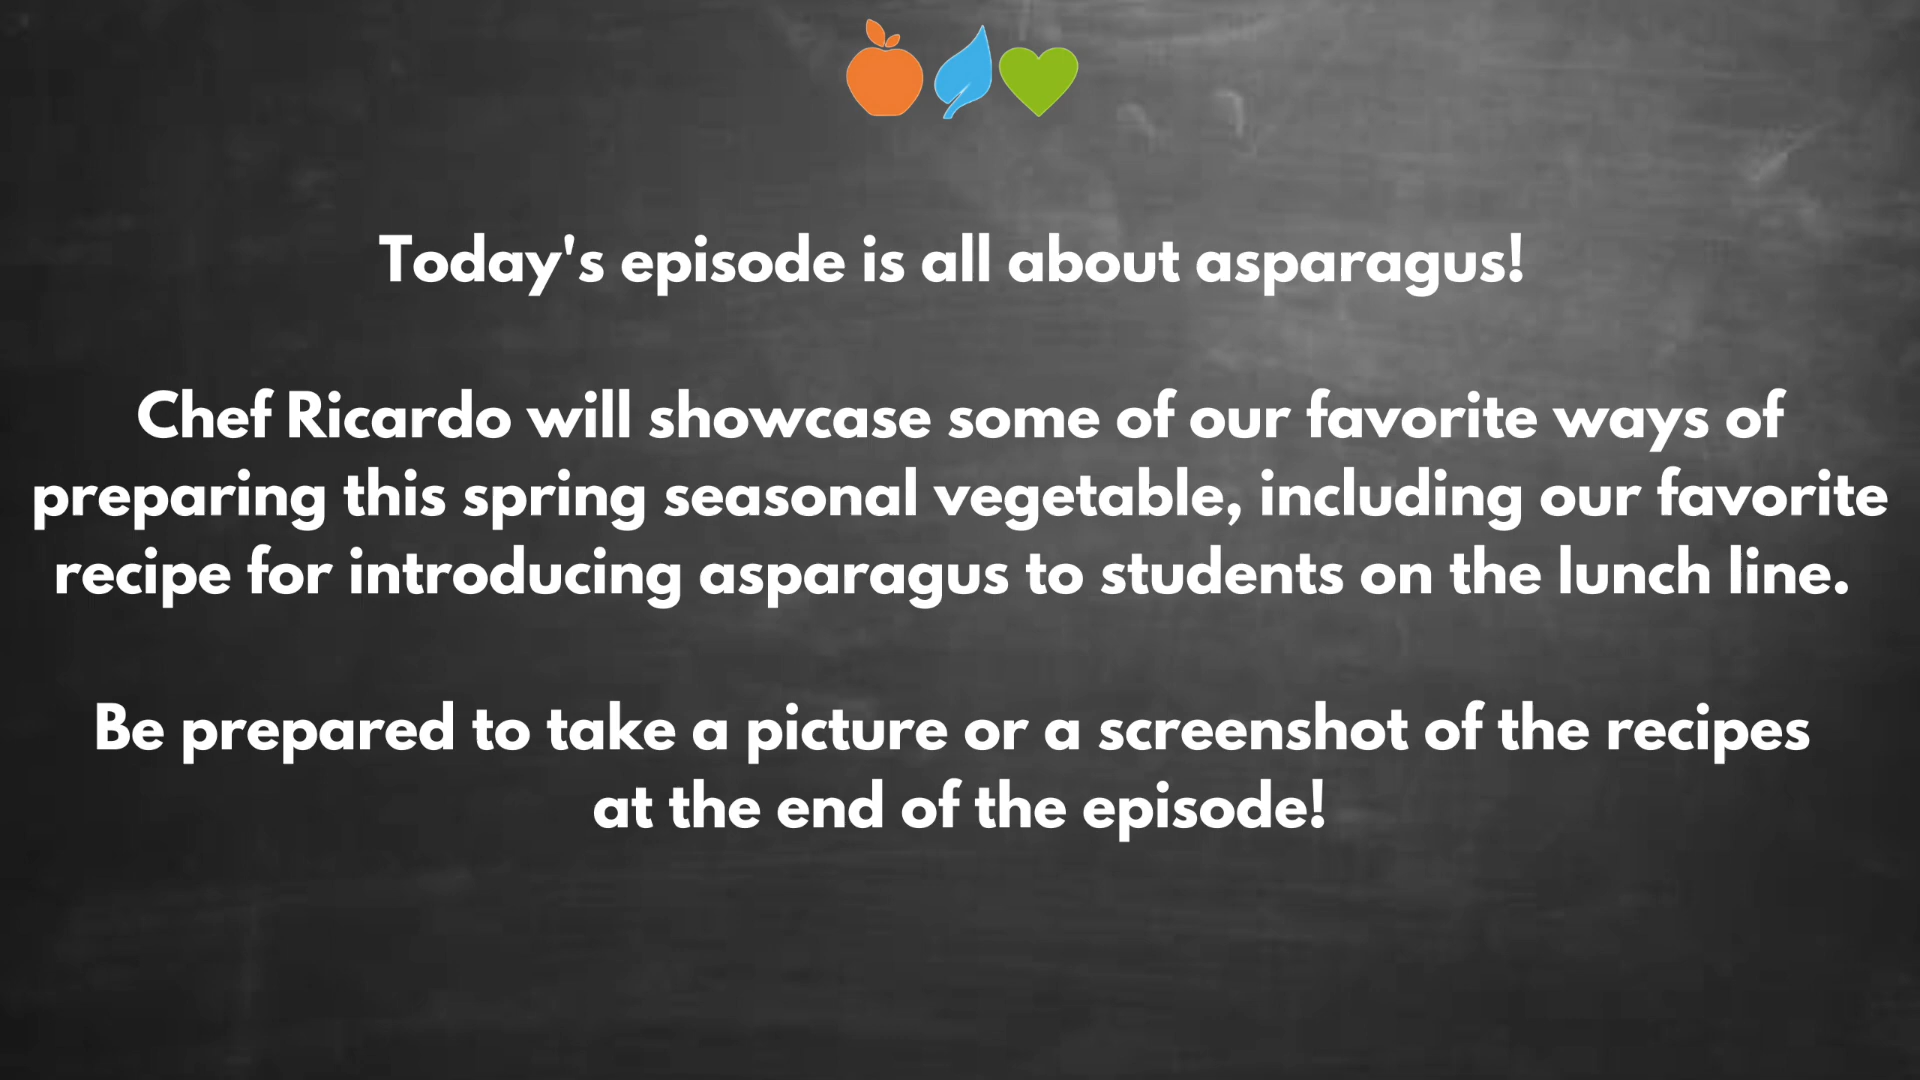 Today's episode is all about asparagus!
Chef Ricardo will showcase some of our favorite ways of
preparing this spring seasonal vegetable, including our favorite
recipe for introducing asparagus to students on the lunch line.
Be prepared to take a picture or a screenshot of the recipes
at the end of the episode!